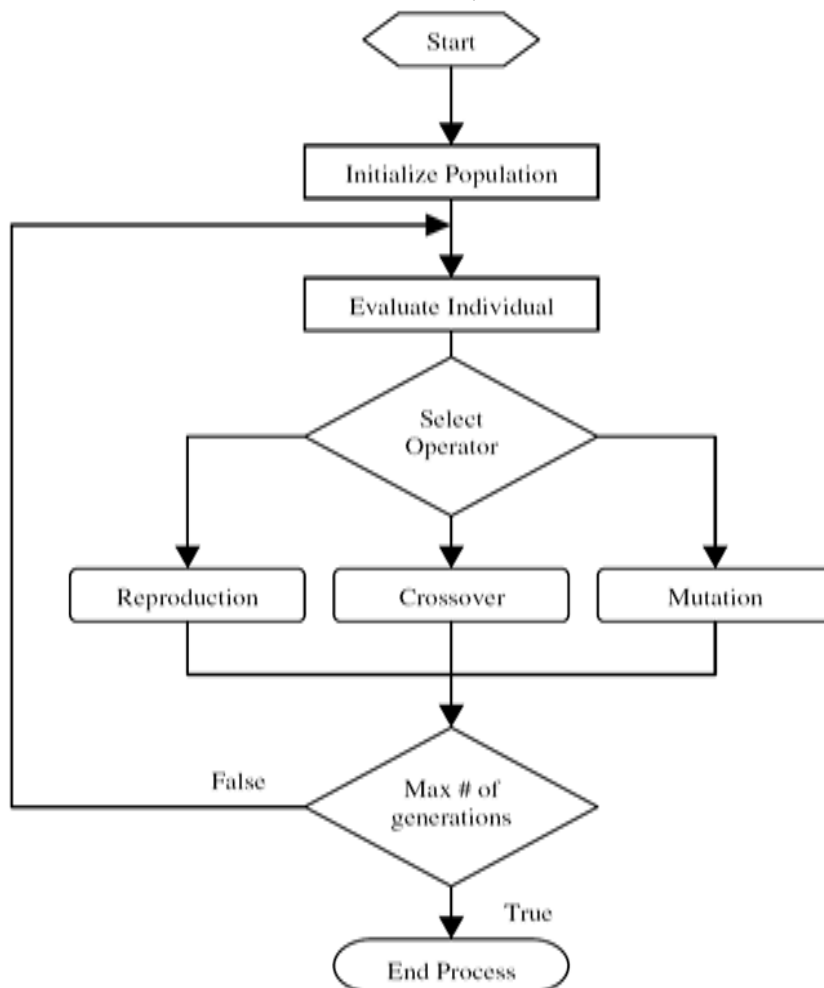 Start
Initialize Population
Evaluate Individual
Select
Operator
Reproduction
Crossover
Mutation
False
Max # of
generations
True
End Process